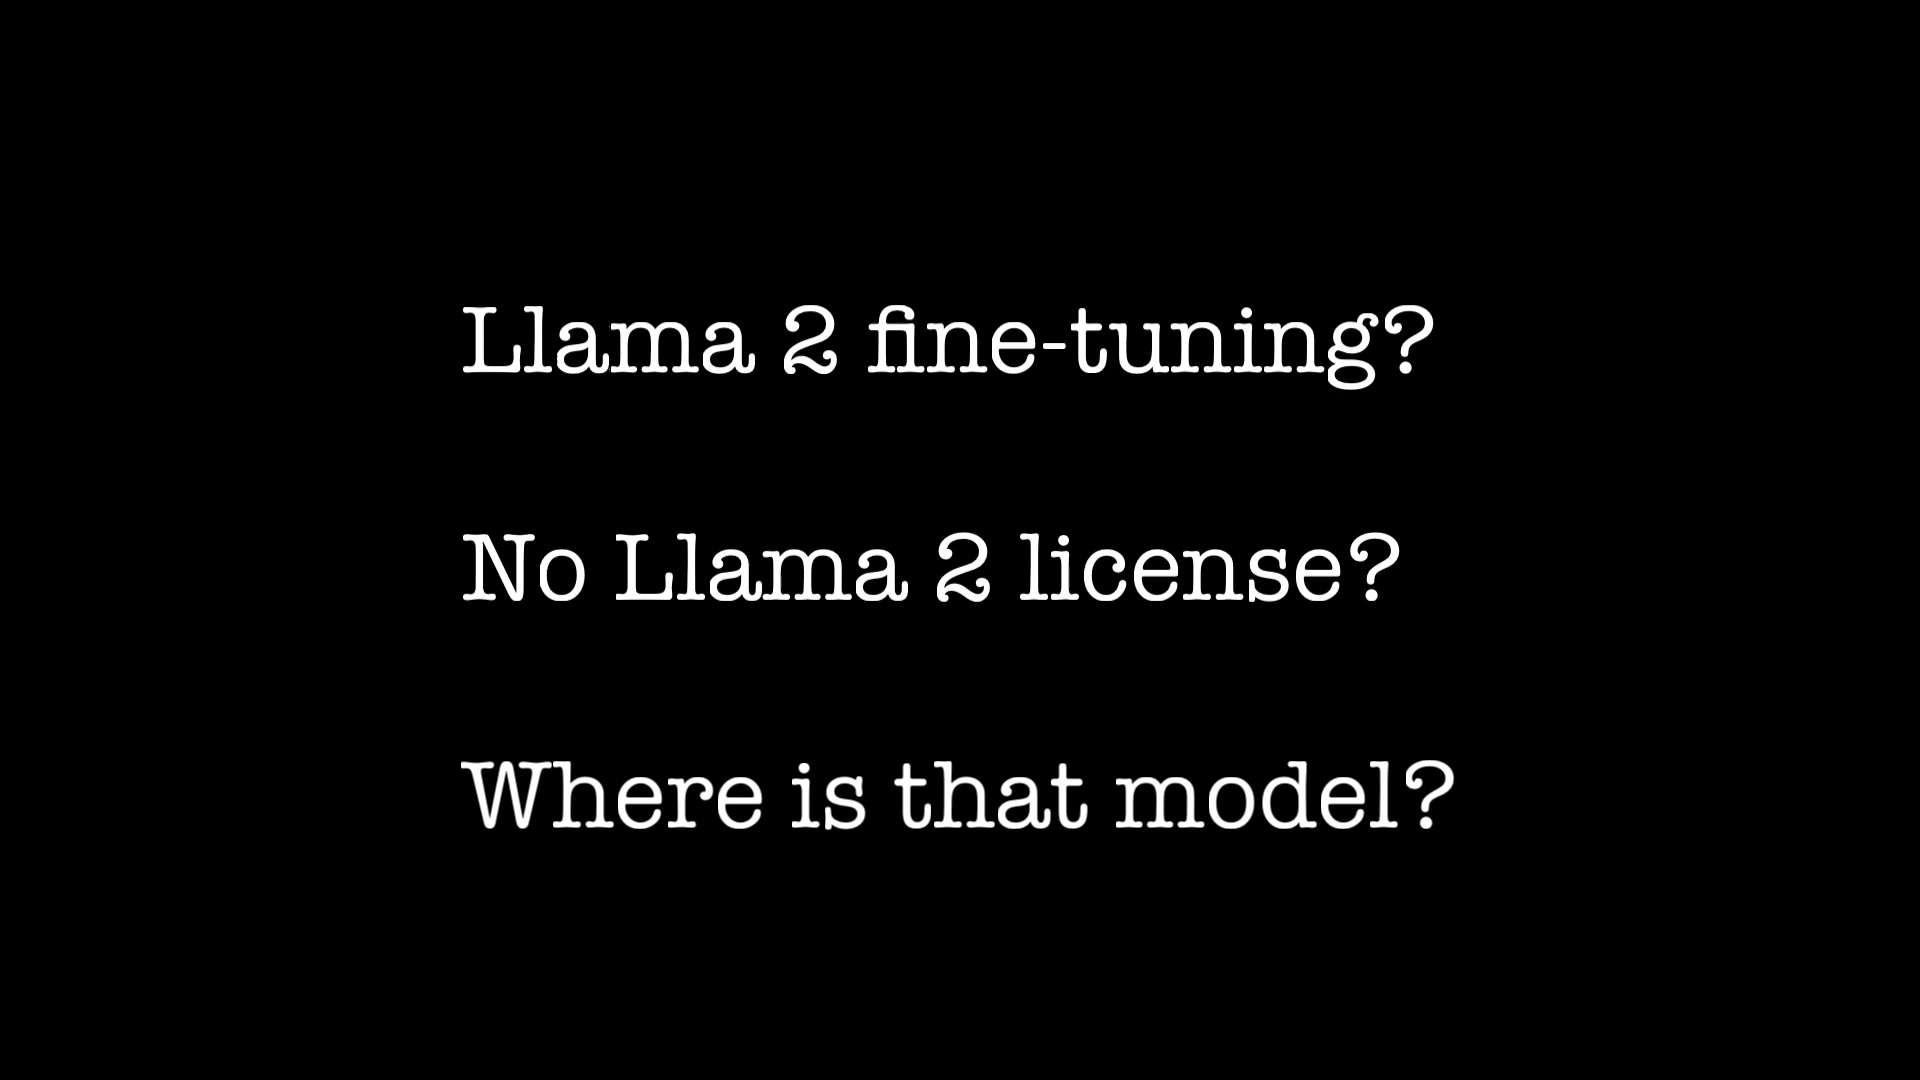 Llama 2 fine-tuning?
No Llama 2 license?
Where is that model?